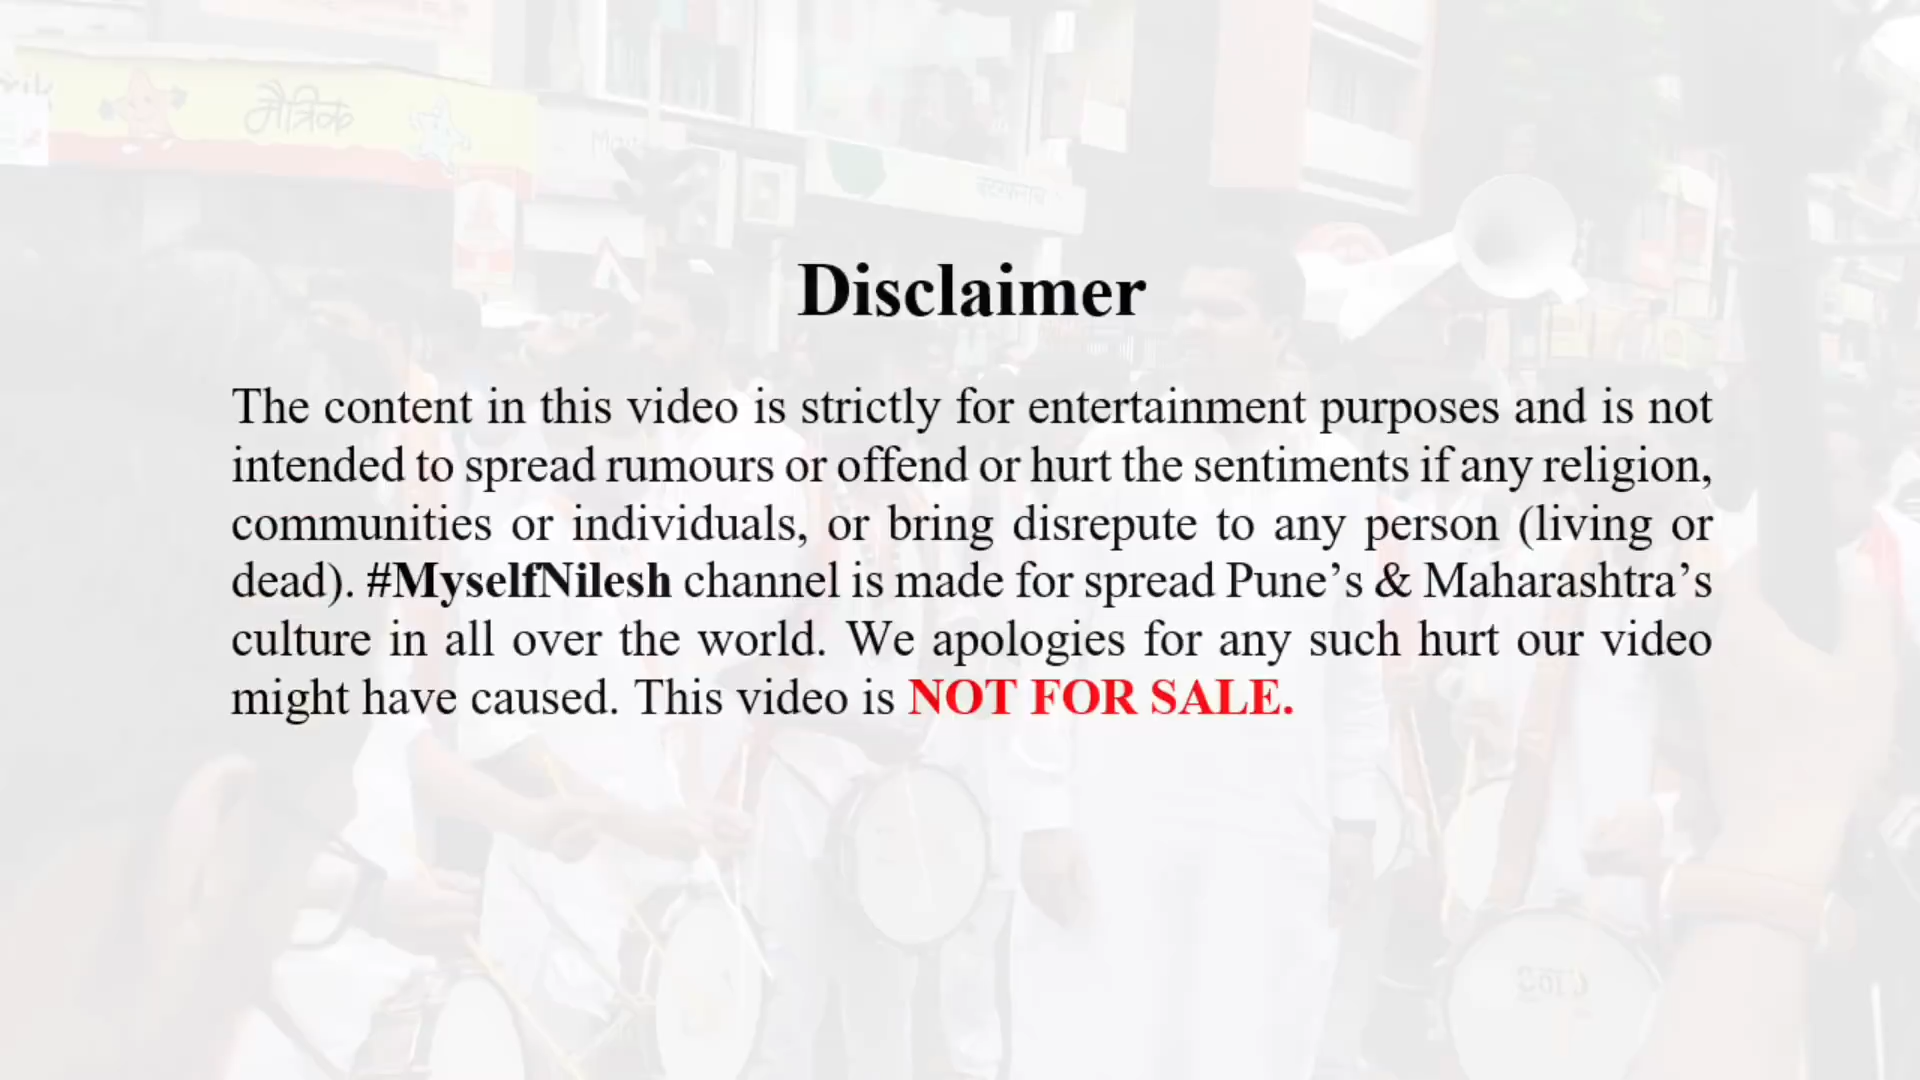 मैत्रिक
Disclaimer
The content in this video is strictly for entertainment purposes and is not
intended to spread rumours or offend or hurt the sentiments if any religion,
communities or individuals, or bring disrepute to any person (living or
dead). #MyselfNilesh channel is made for spread Pune’s & Maharashtra’s
culture in all over the world. We apologies for any such hurt our video
might have caused. This video is NOT FOR SALE.